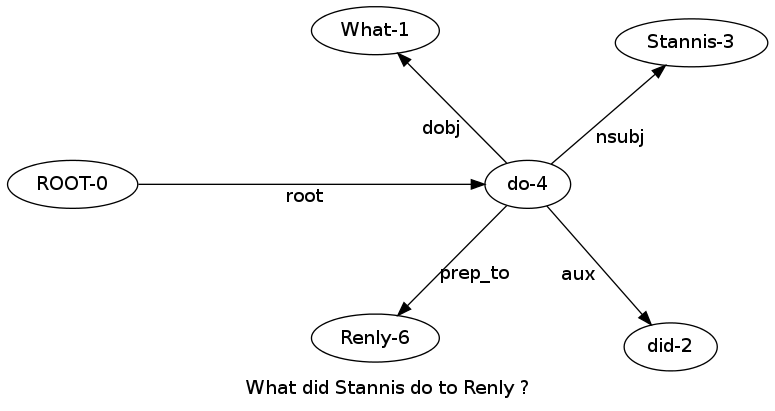 What-1
Stannis-3
dobj
nsubj
ROOT-0
do-4
root
prep_to
aux
Renly-6
did-2
What did Stannis do to Renly ?